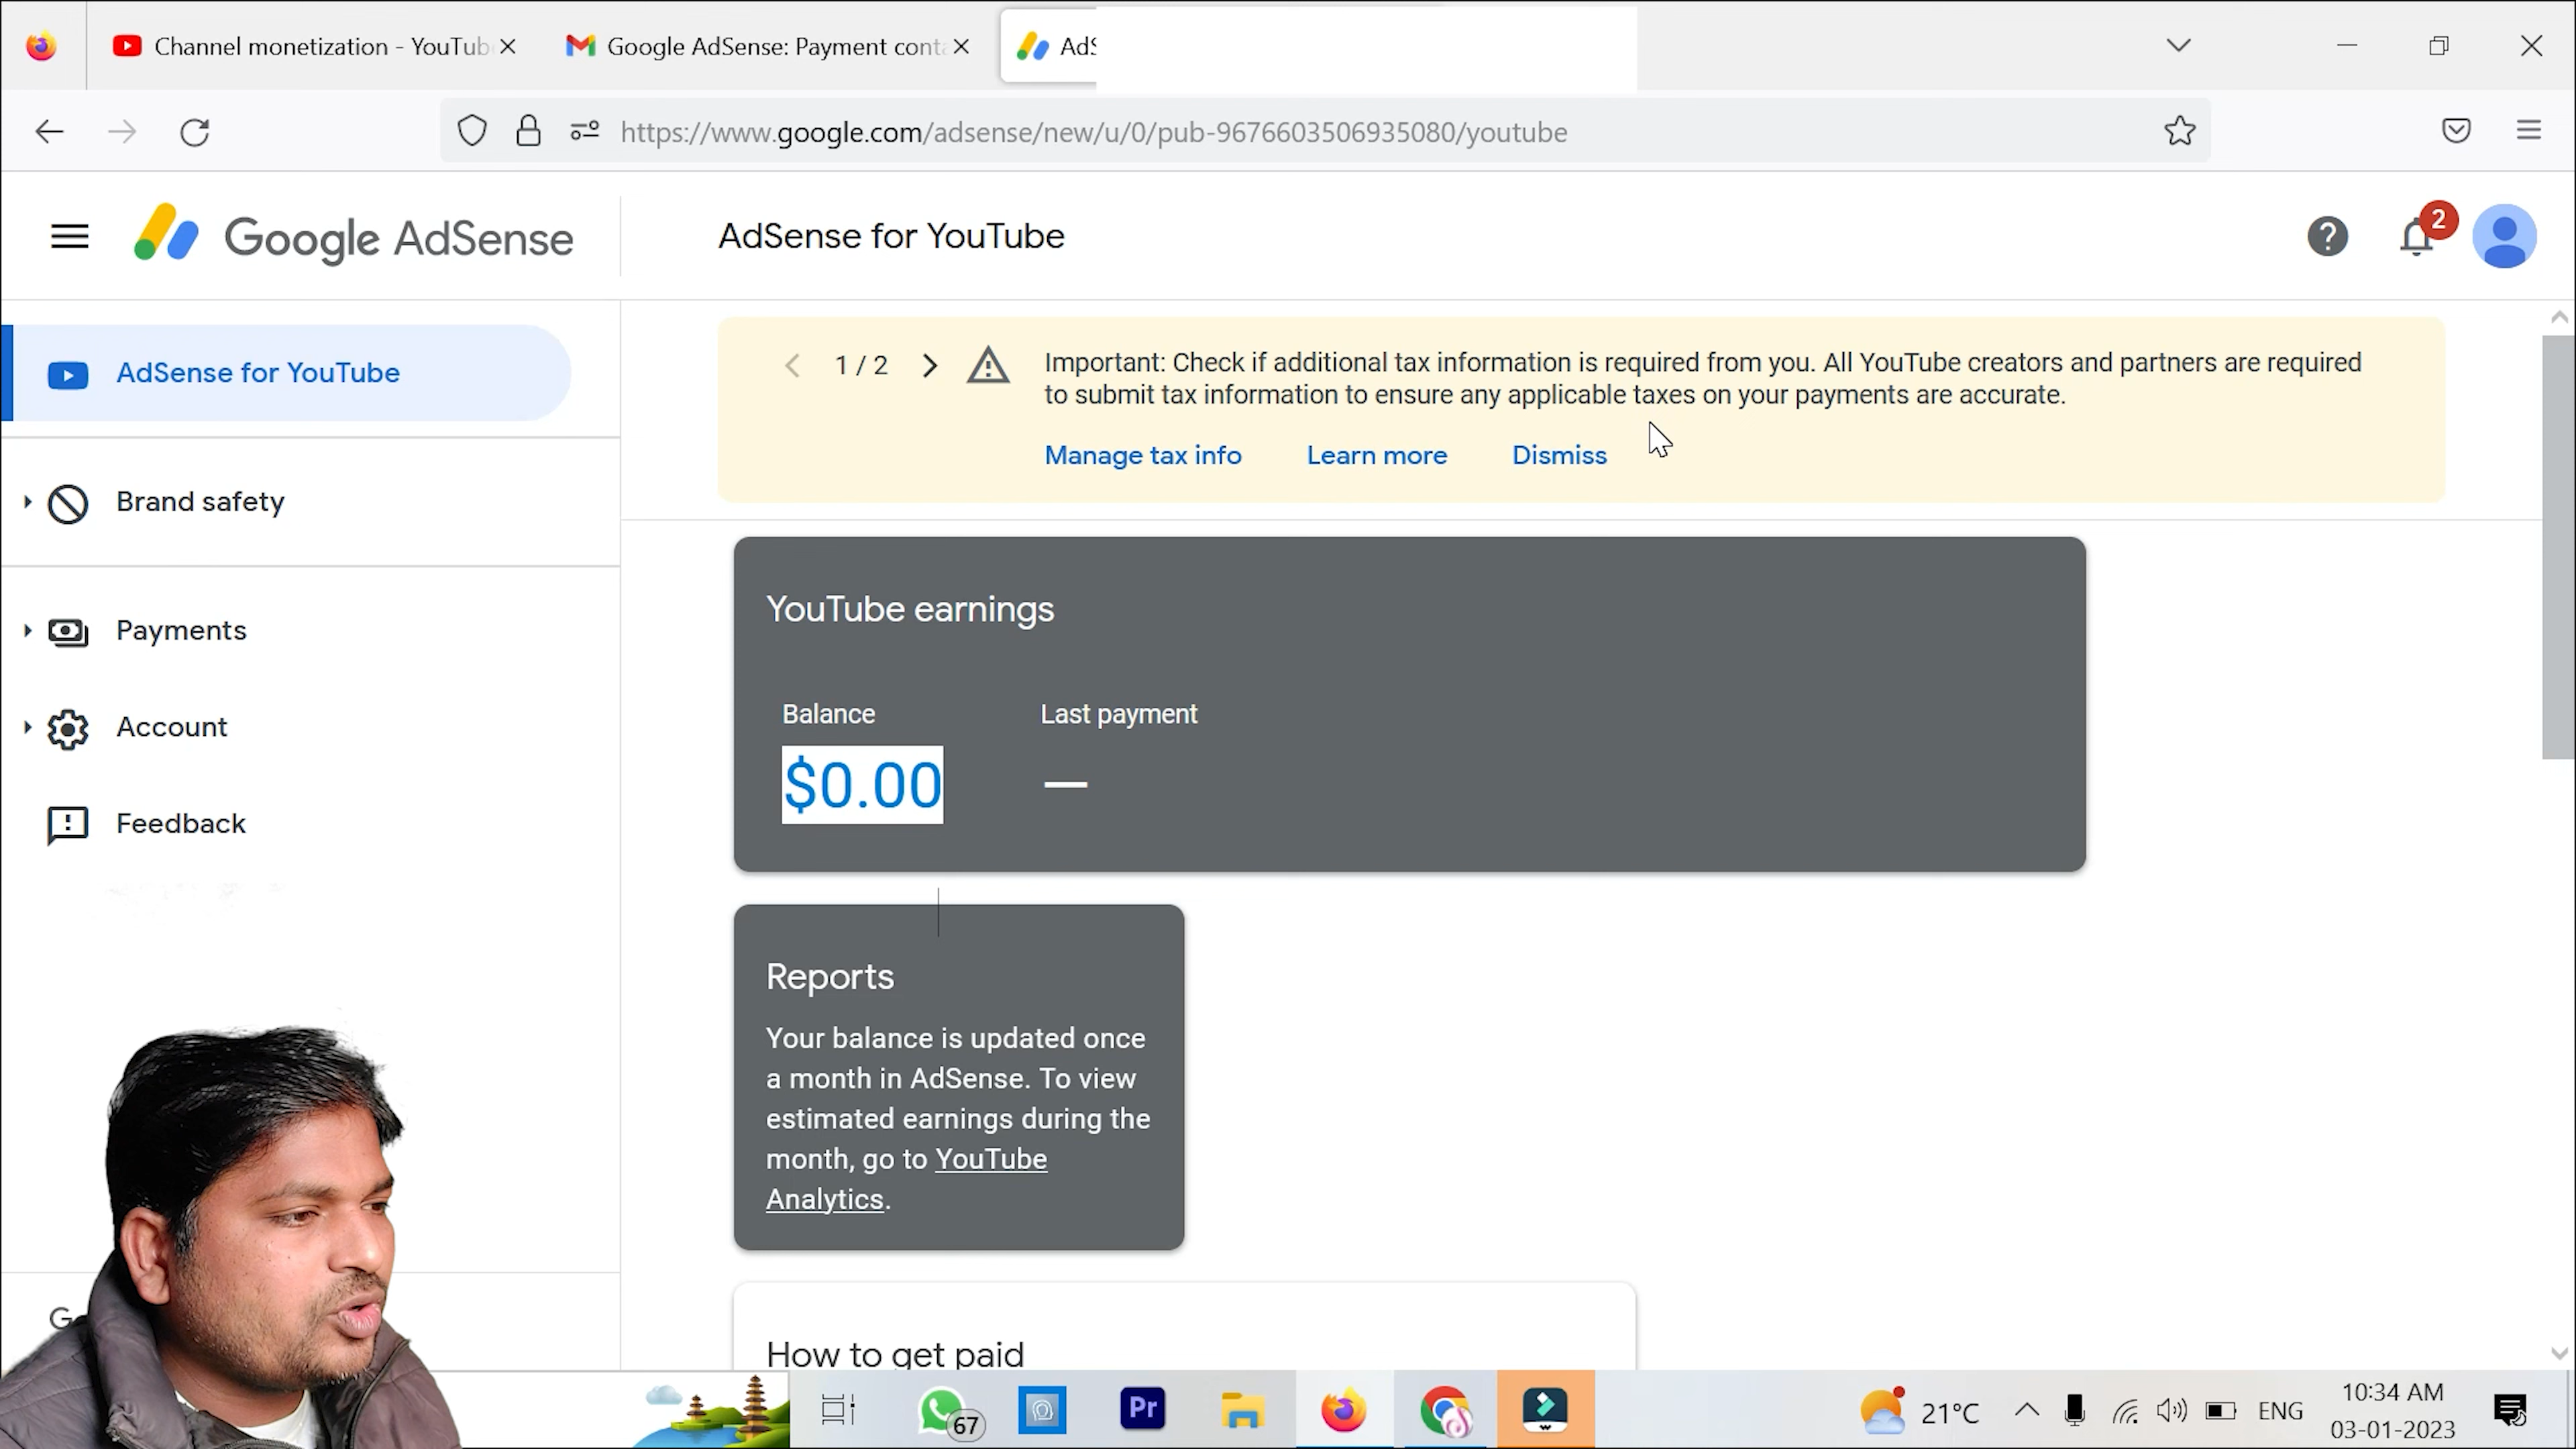 Channel monetization - YouTub
Google AdSense: Payment conta
AdS
https://www.google.com/adsense/new/u/0/pub-9676603506935080/youtube
Google AdSense
AdSense for YouTube
2
AdSense for YouTube
1 / 2
Important: Check if additional tax information is required from you. All YouTube creators and partners are required
to submit tax information to ensure any applicable taxes on your payments are accurate.
Manage tax info Learn more Dismiss
Brand safety
Payments
Account
Feedback
YouTube earnings
Balance Last payment
$0.00 —
Reports
Your balance is updated once
a month in AdSense. To view
estimated earnings during the
month, go to YouTube
Analytics.
How to get paid
67
Pr
21°C
ENG
10:34 AM
03-01-2023